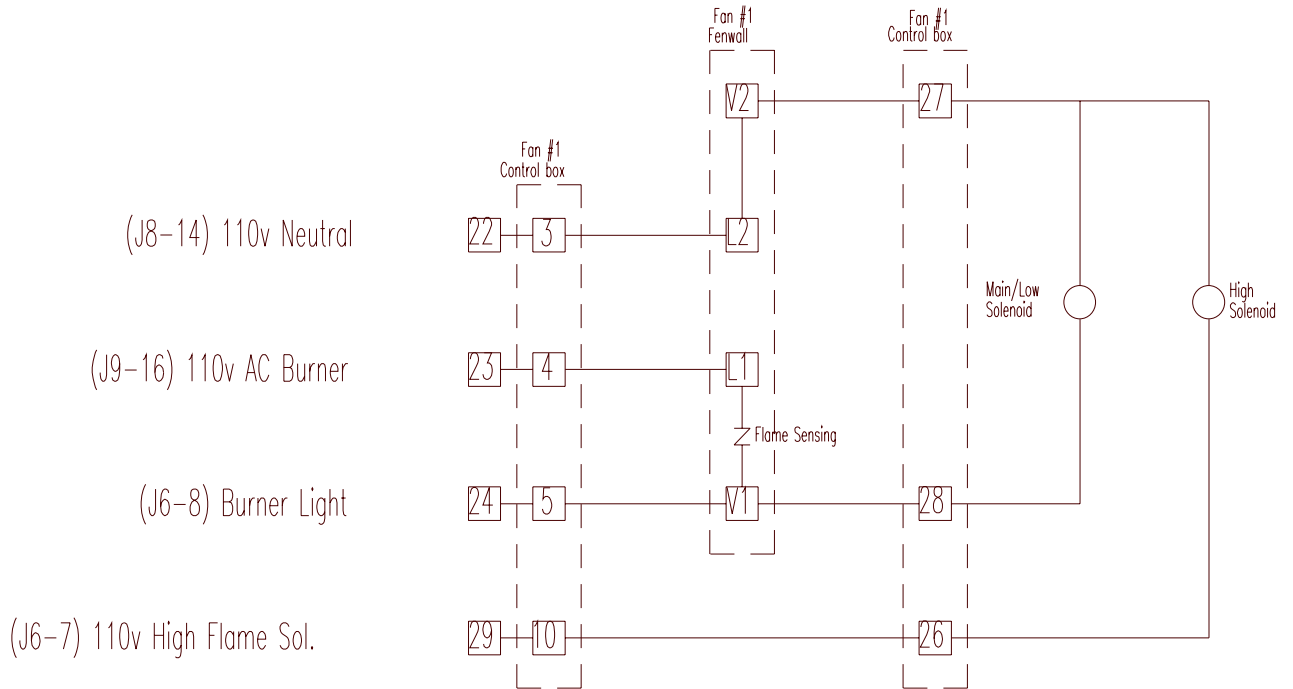 Fan #1
Fenwall
Fan #1
Control box
V2
27
Fan #1
Control box
(J8-14) 110v Neutral
22
3
L2
Main/Low
Solenoid
High
Solenoid
(J9-16) 110v AC Burner
23
4
L1
Flame Sensing
(J6-8) Burner Light
24
5
V1
28
(J6-7) 110v High Flame Sol.
29
10
26